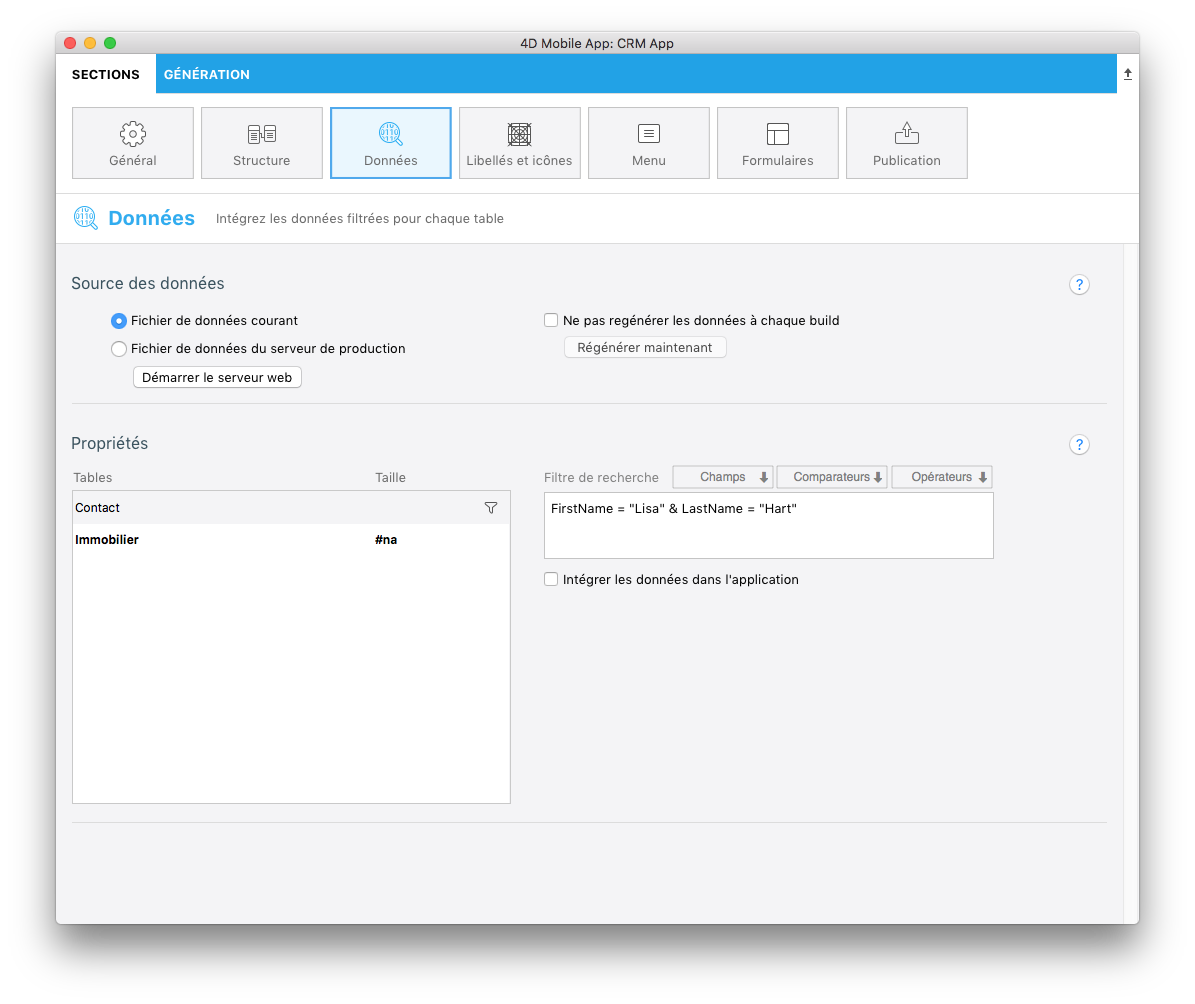 4D Mobile App: CRM App
SECTIONS GÉNÉRATION
Général Structure Données Libellés et icônes Menu Formulaires Publication
Données Intégrez les données filtrées pour chaque table
Source des données ?
Fichier de données courant Ne pas regénérer les données à chaque build
Fichier de données du serveur de production Régénérer maintenant
Démarrer le serveur web
Propriétés ?
Tables Taille Filtre de recherche Champs Comparateurs Opérateurs
Contact FirstName = "Lisa" & LastName = "Hart"
Immobilier #na
Intégrer les données dans l'application